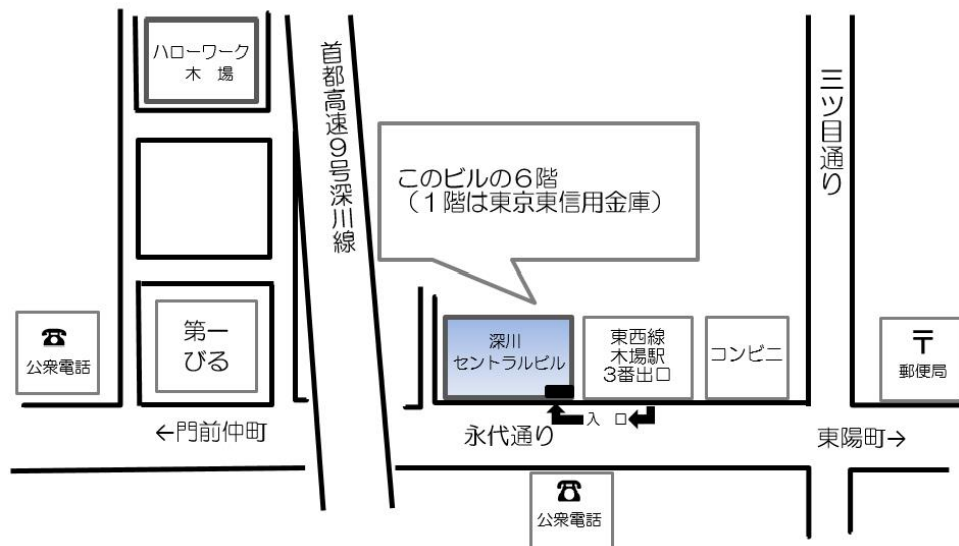 ハローワーク
木 場
首都高速9号深川線
三ツ目通り
このビルの6階
(1階は東京東信用金庫)
☎
公衆電話
第一
びる
深川
セントラルビル
東西線
木場駅
3番出口
コンビニ
〒
郵便局
入 口
←門前仲町
永代通り
東陽町→
☎
公衆電話